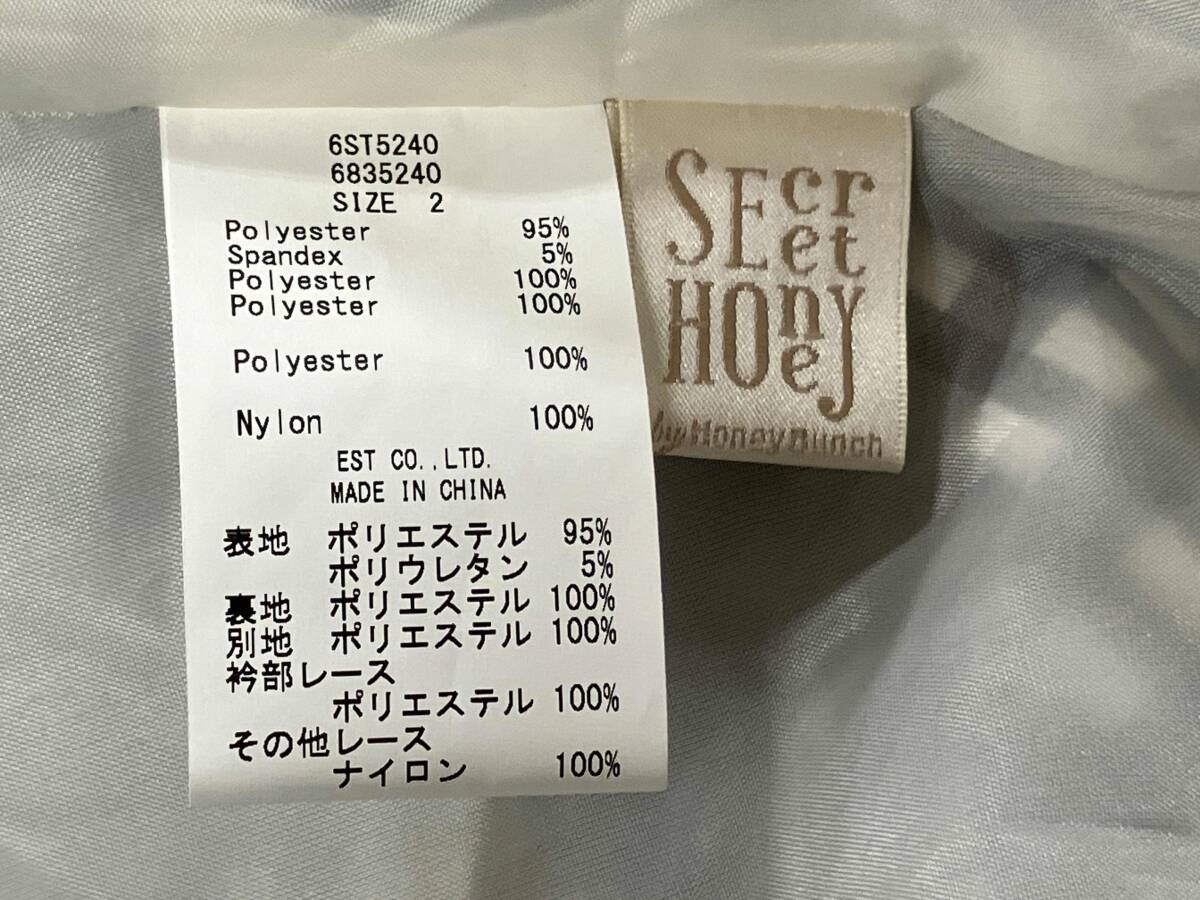 6ST5240
6835240
SIZE 2
Polyester 95%
Spandex 5%
Polyester 100%
Polyester 100%
Polyester 100%
Nylon 100%
EST CO.,LTD.
MADE IN CHINA
表地 ポリエステル 95%
ポリウレタン 5%
裏地 ポリエステル 100%
別地 ポリエステル 100%
衿部レース
ポリエステル 100%
その他レース
ナイロン 100%
SEcret
HOney
by Honey Bunch